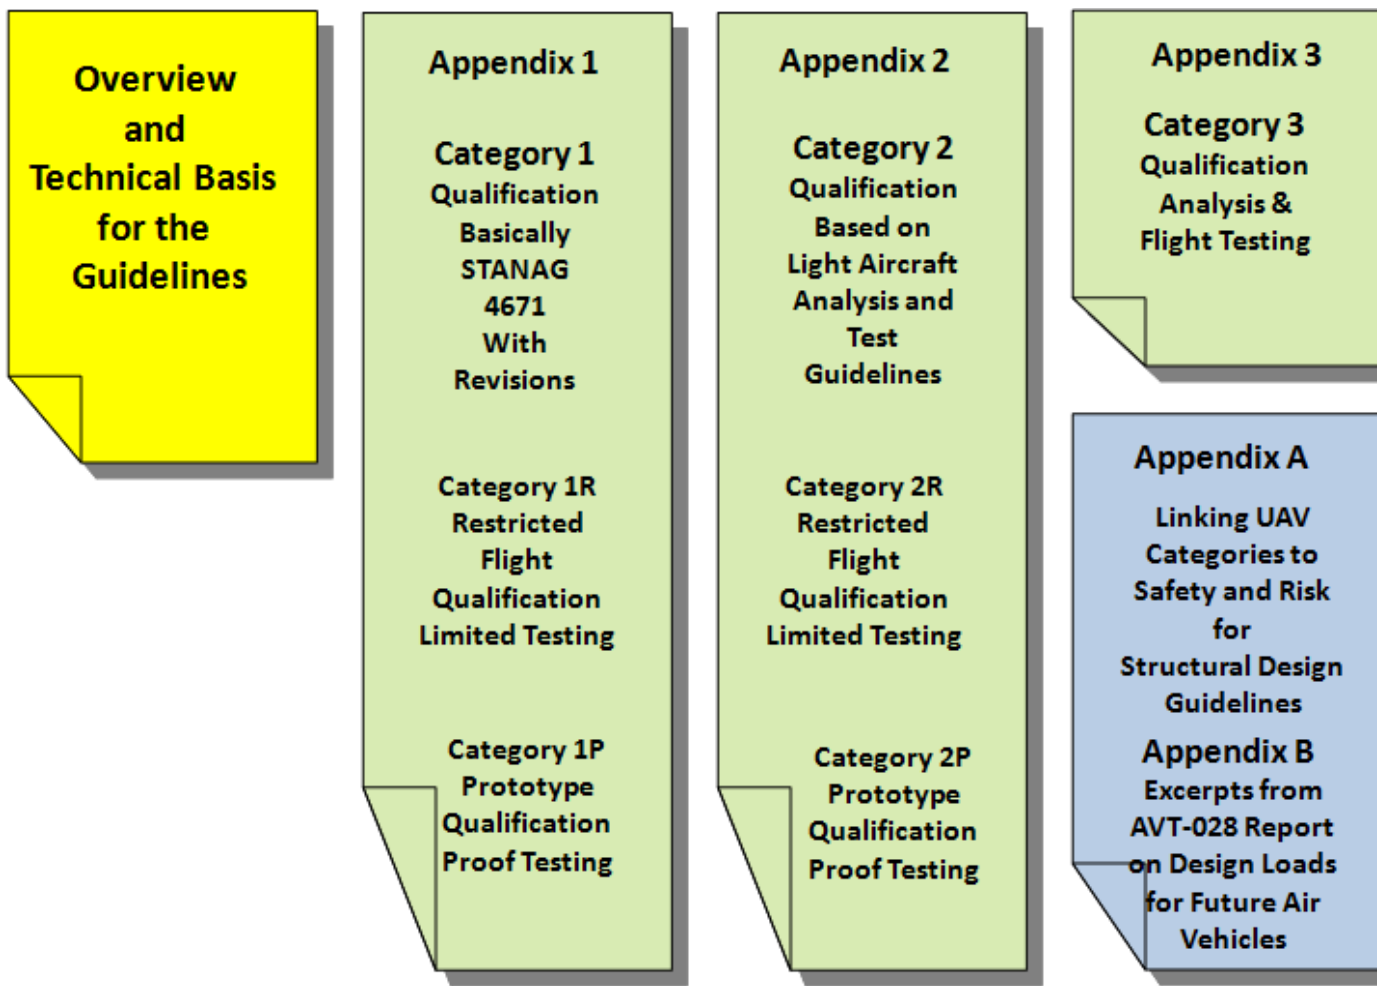 Overview
and
Technical Basis
for the
Guidelines
Appendix 1
Category 1
Qualification
Basically
STANAG
4671
With
Revisions
Category 1R
Restricted
Flight
Qualification
Limited Testing
Category 1P
Prototype
Qualification
Proof Testing
Appendix 2
Category 2
Qualification
Based on
Light Aircraft
Analysis and
Test
Guidelines
Category 2R
Restricted
Flight
Qualification
Limited Testing
Category 2P
Prototype
Qualification
Proof Testing
Appendix 3
Category 3
Qualification
Analysis &
Flight Testing
Appendix A
Linking UAV
Categories to
Safety and Risk
for
Structural Design
Guidelines
Appendix B
Excerpts from
AVT-028 Report
on Design Loads
for Future Air
Vehicles